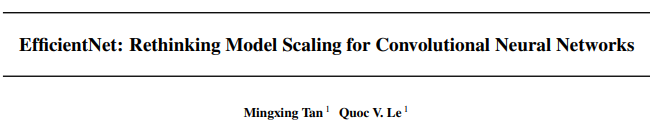 EfficientNet: Rethinking Model Scaling for Convolutional Neural Networks
Mingxing Tan 1 Quoc V. Le 1